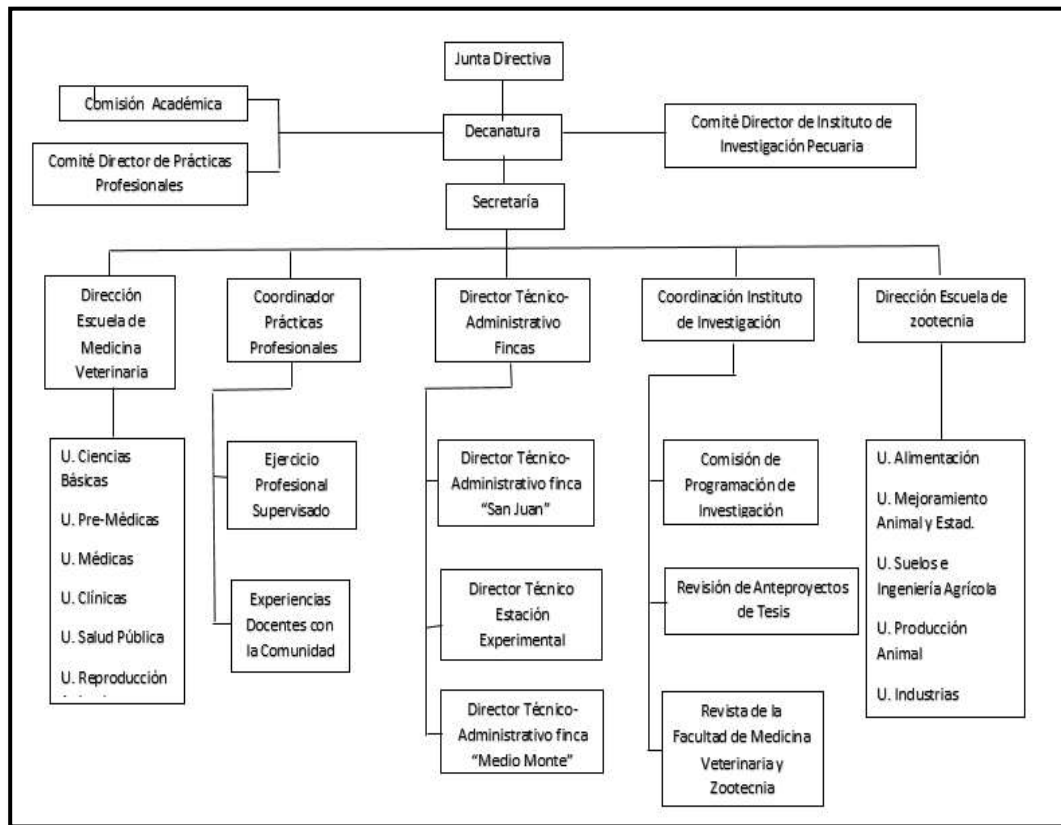 Junta Directiva
Comisión Académica
Decanatura
Comité Director de Instituto de
Investigación Pecuaria
Comité Director de Prácticas
Profesionales
Secretaría
Dirección
Escuela de
Medicina
Veterinaria
Coordinador
Prácticas
Profesionales
Director Técnico-
Administrativo
Fincas
Coordinación Instituto
de Investigación
Dirección Escuela de
zootecnia
U. Ciencias
Básicas
U. Pre-Médicas
U. Médicas
U. Clínicas
U. Salud Pública
U. Reproducción
Ejercicio
Profesional
Supervisado
Experiencias
Docentes con
la Comunidad
Director Técnico-
Administrativo finca
“San Juan”
Director Técnico
Estación
Experimental
Director Técnico-
Administrativo finca
“Medio Monte”
Comisión de
Programación de
Investigación
Revisión de Anteproyectos
de Tesis
Revista de la
Facultad de Medicina
Veterinaria y
Zootecnia
U. Alimentación
U. Mejoramiento
Animal y Estad.
U. Suelos e
Ingeniería Agrícola
U. Producción
Animal
U. Industrias